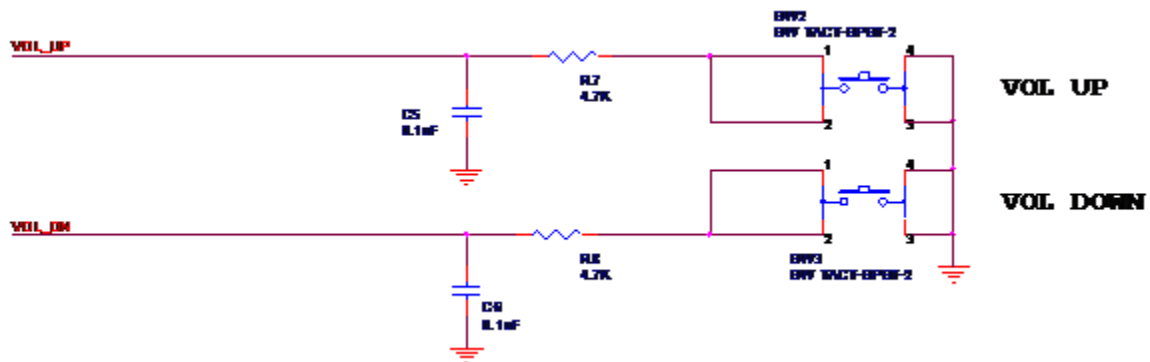 SW2
SW TACT-SPST-2
VOL_UP
1
4
R7
4.7K
VOL UP
C5
0.1uF
2
3
1
4
VOL DOWN
VOL_DN
2
3
4.7K
SW3
SW TACT-SPST-2
C6
0.1uF